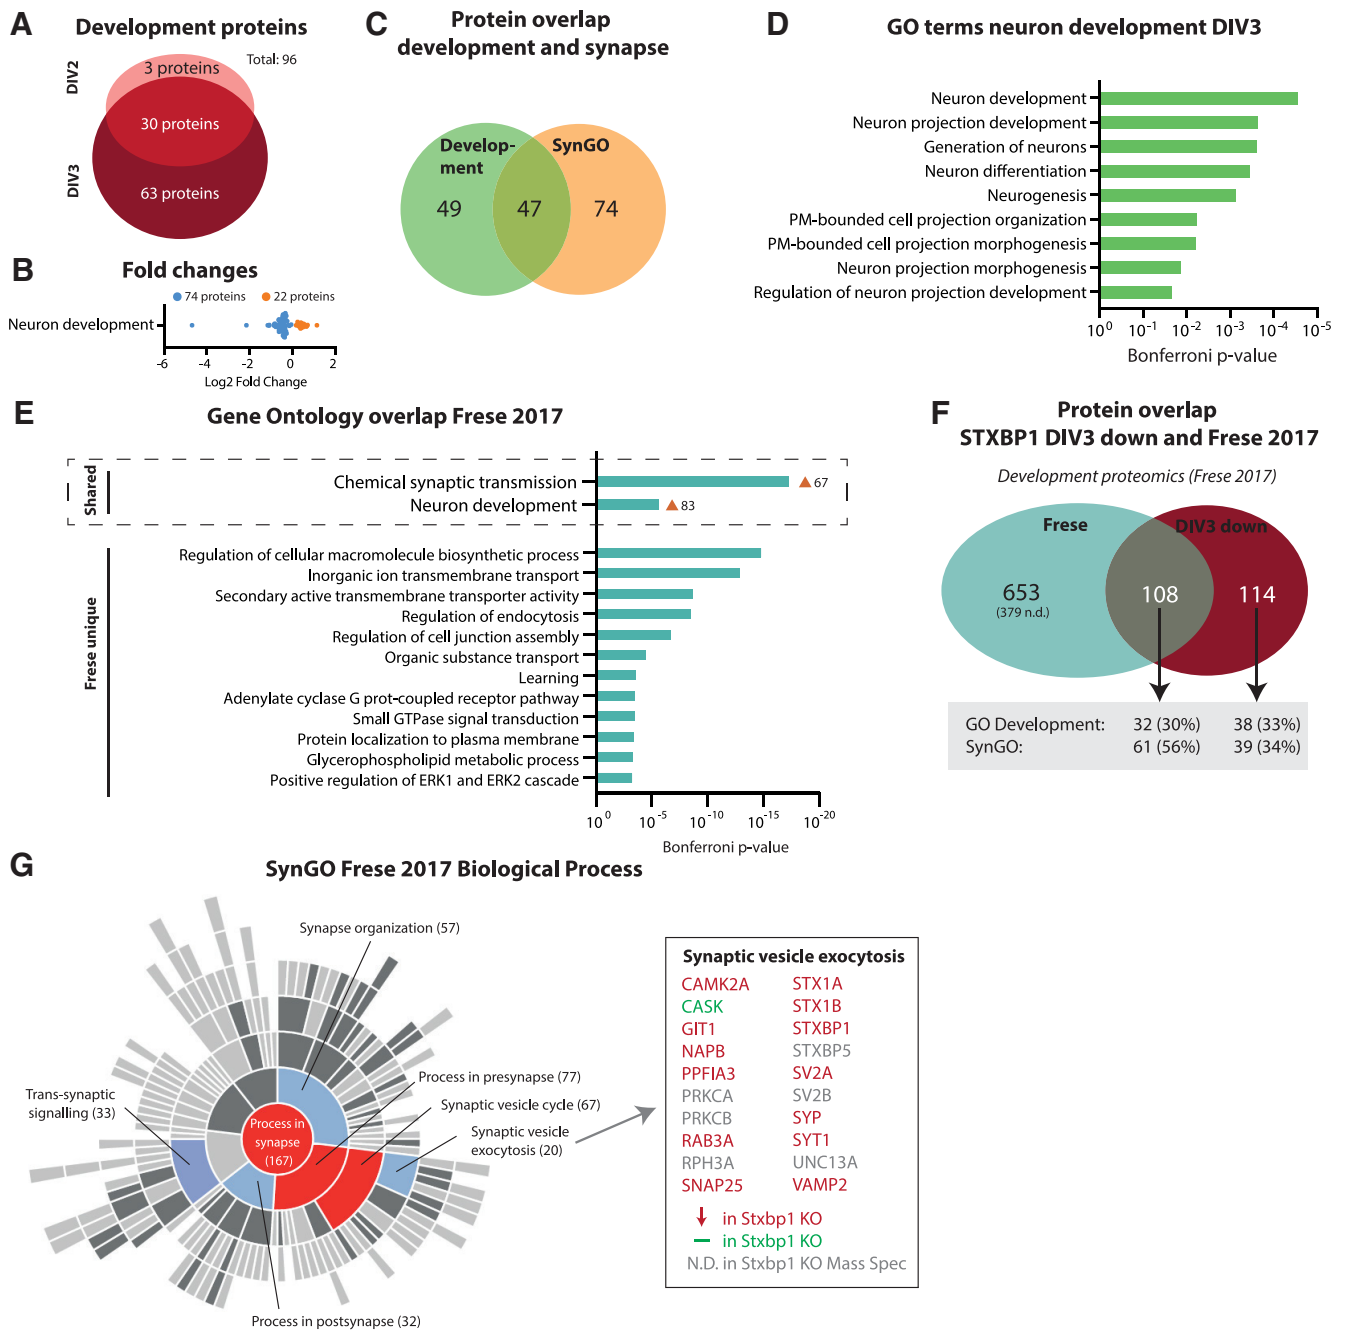 A
Development proteins
Total: 96
DIV2
3 proteins
30 proteins
DIV3
63 proteins
B
Fold changes
74 proteins
22 proteins
Neuron development
-6 -4 -2 0 2
Log2 Fold Change
C
Protein overlap
development and synapse
Develop-
ment
SynGO
49
47
74
D
GO terms neuron development DIV3
Neuron development
Neuron projection development
Generation of neurons
Neuron differentiation
Neurogenesis
PM-bounded cell projection organization
PM-bounded cell projection morphogenesis
Neuron projection morphogenesis
Regulation of neuron projection development
10^0 10^-1 10^-2 10^-3 10^-4 10^-5
Bonferroni p-value
E
Gene Ontology overlap Frese 2017
Shared
Chemical synaptic transmission
67
Neuron development
83
Frese unique
Regulation of cellular macromolecule biosynthetic process
Inorganic ion transmembrane transport
Secondary active transmembrane transporter activity
Regulation of endocytosis
Regulation of cell junction assembly
Organic substance transport
Learning
Adenylate cyclase G prot-coupled receptor pathway
Small GTPase signal transduction
Protein localization to plasma membrane
Glycerophospholipid metabolic process
Positive regulation of ERK1 and ERK2 cascade
10^0 10^-5 10^-10 10^-15 10^-20
Bonferroni p-value
F
Protein overlap
STXBP1 DIV3 down and Frese 2017
Development proteomics (Frese 2017)
Frese
DIV3 down
653
(379 n.d.)
108
114
GO Development: 32 (30%) 38 (33%)
SynGO: 61 (56%) 39 (34%)
G
SynGO Frese 2017 Biological Process
Synapse organization (57)
Process in presynapse (77)
Synaptic vesicle cycle (67)
Synaptic vesicle
exocytosis (20)
Trans-synaptic
signalling (33)
Process in
synapse
(167)
Process in postsynapse (32)
Synaptic vesicle exocytosis
CAMK2A STX1A
CASK STX1B
GIT1 STXBP1
NAPB STXBP5
PPFIA3 SV2A
PRKCA SV2B
PRKCB SYP
RAB3A SYT1
RPH3A UNC13A
SNAP25 VAMP2
in Stxbp1 KO
in Stxbp1 KO
N.D. in Stxbp1 KO Mass Spec